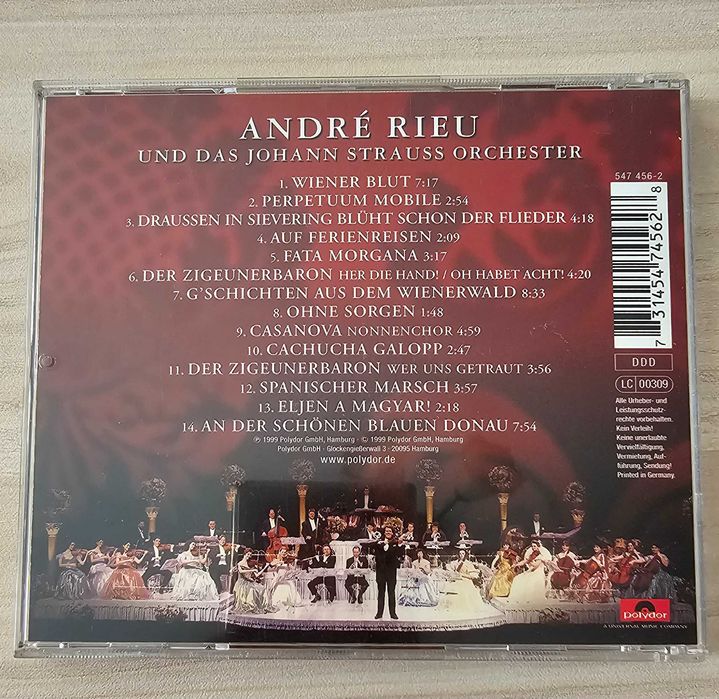 ANDRÉ RIEU
UND DAS JOHANN STRAUSS ORCHESTER
1. WIENER BLUT 7:17
2. PERPETUUM MOBILE 2:54
3. DRAUSSEN IN SIEVERING BLÜHT SCHON DER FLIEDER 4:18
4. AUF FERIENREISEN 2:09
5. FATA MORGANA 3:17
6. DER ZIGEUNERBARON HER DIE HAND! / OH HABET ACHT! 4:20
7. G'SCHICHTEN AUS DEM WIENERWALD 8:33
8. OHNE SORGEN 1:48
9. CASANOVA NONNENCHOR 4:59
10. CACHUCHA GALOPP 2:47
11. DER ZIGEUNERBARON WER UNS GETRAUT 3:56
12. SPANISCHER MARSCH 3:57
13. ELJEN A MAGYAR! 2:18
14. AN DER SCHÖNEN BLAUEN DONAU 7:54
℗ 1999 Polydor GmbH, Hamburg · © 1999 Polydor GmbH, Hamburg
Polydor GmbH · Glockengießerwall 3 · 20095 Hamburg
www.polydor.de
547 456-2
7 31454 74562 8
DDD
LC 00309
Alle Urheber- und
Leistungsschutz-
rechte vorbehalten.
Kein Verleih!
Keine unerlaubte
Vervielfältigung,
Vermietung, Auf-
führung, Sendung!
Printed in Germany.
Polydor
A UNIVERSAL MUSIC COMPANY